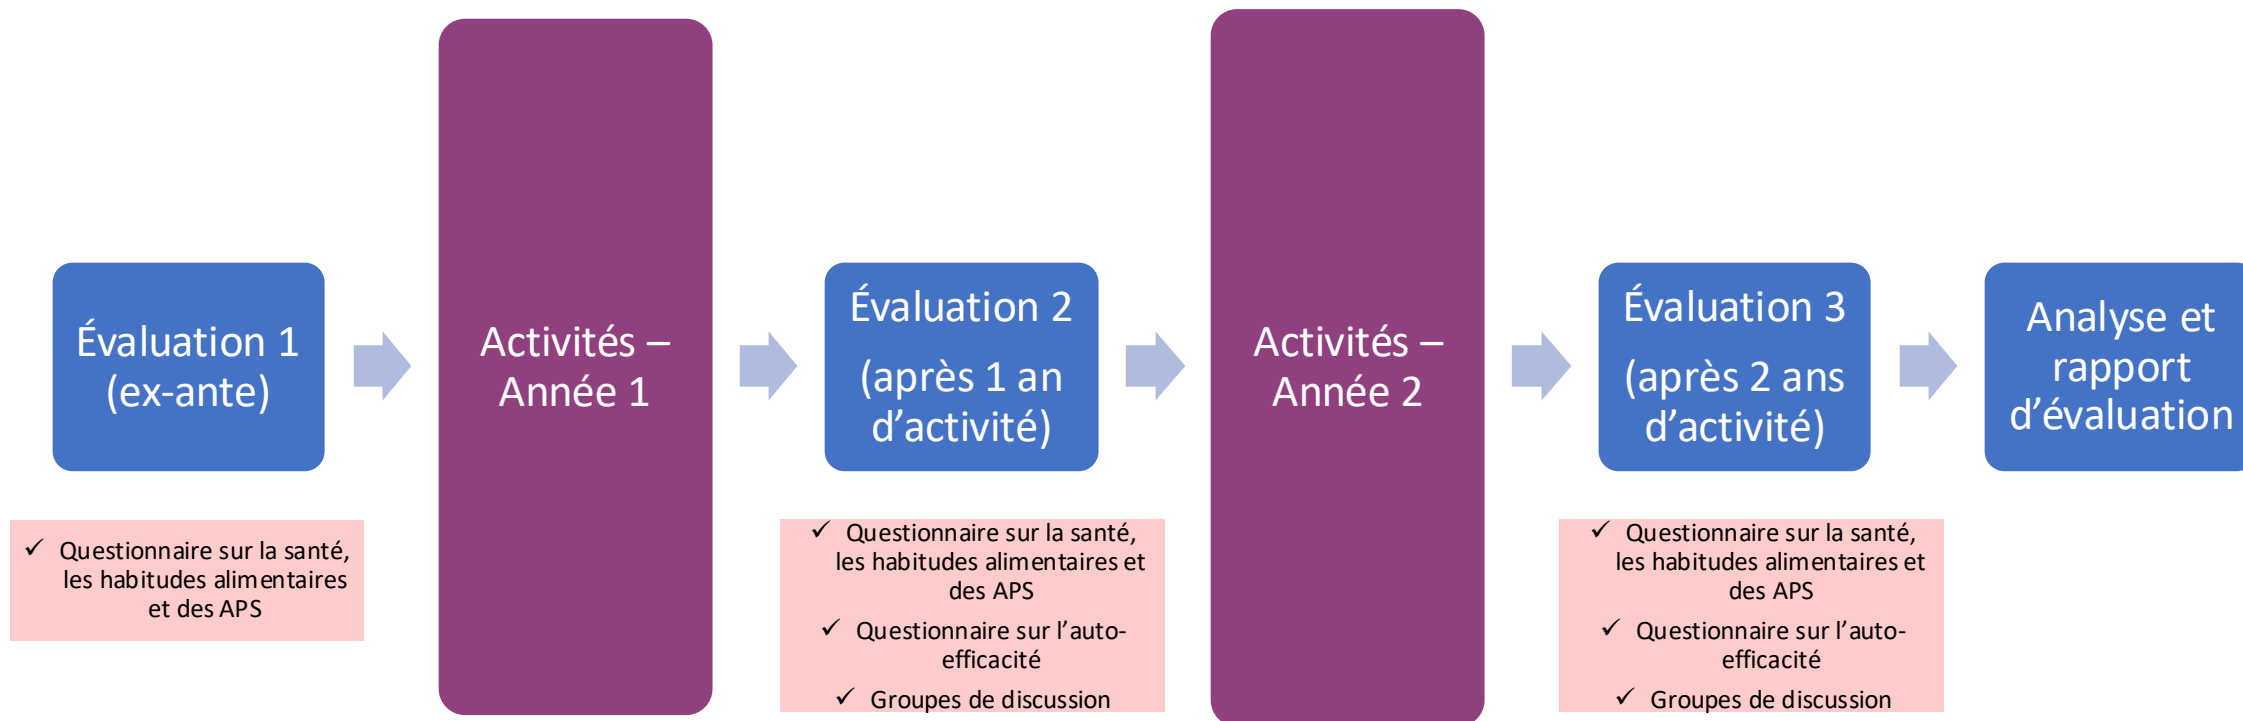 Évaluation 1
(ex-ante)
✓ Questionnaire sur la santé,
les habitudes alimentaires
et des APS
Activités –
Année 1
Évaluation 2
(après 1 an
d’activité)
✓ Questionnaire sur la santé,
les habitudes alimentaires et
des APS
✓ Questionnaire sur l’auto-
efficacité
✓ Groupes de discussion
Activités –
Année 2
Évaluation 3
(après 2 ans
d’activité)
✓ Questionnaire sur la santé,
les habitudes alimentaires et
des APS
✓ Questionnaire sur l’auto-
efficacité
✓ Groupes de discussion
Analyse et
rapport
d’évaluation